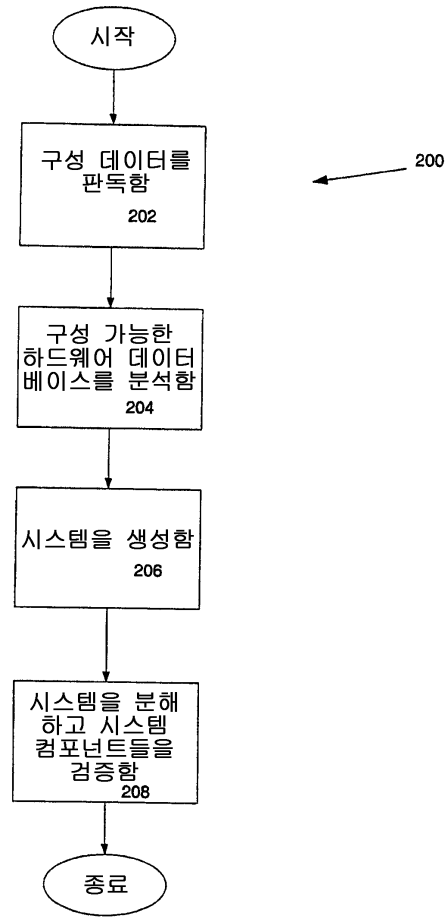 시작
구성 데이터를
판독함
202
200
구성 가능한
하드웨어 데이터
베이스를 분석함
204
시스템을 생성함
206
시스템을 분해
하고 시스템
컴포넌트들을
검증함
208
종료